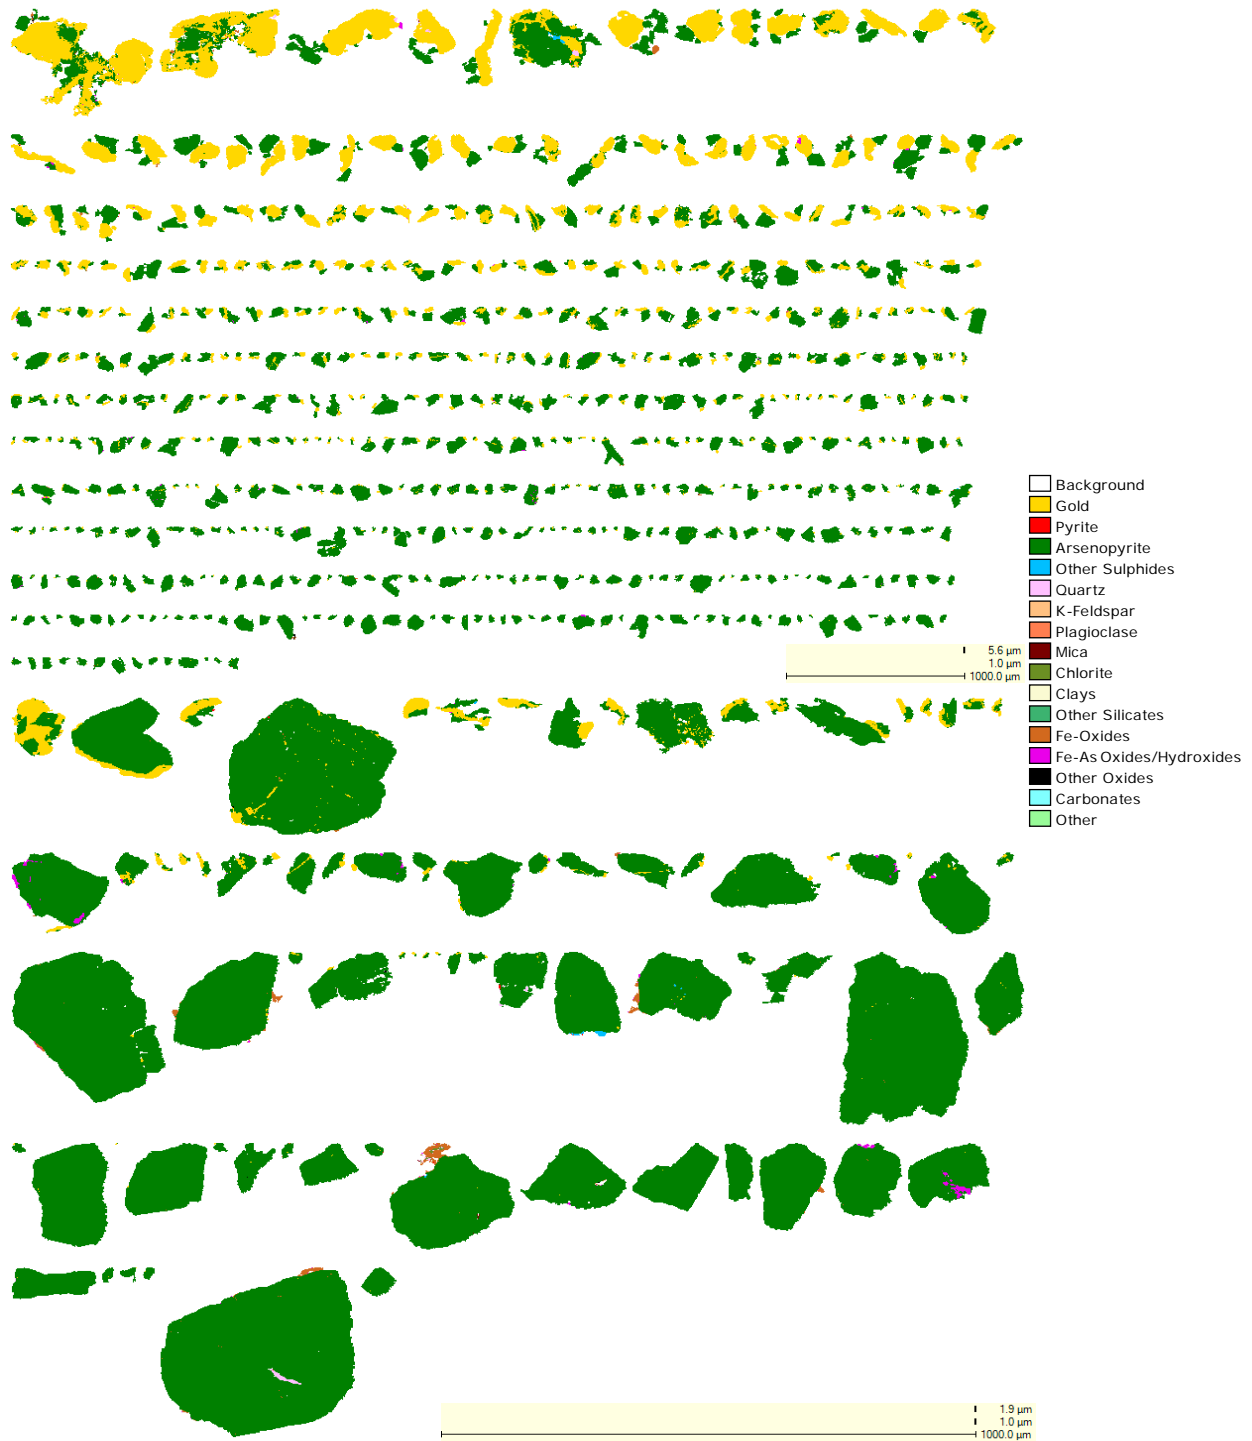 Background
Gold
Pyrite
Arsenopyrite
Other Sulphides
Quartz
K-Feldspar
Plagioclase
Mica
Chlorite
Clays
Other Silicates
Fe-Oxides
Fe-As Oxides/Hydroxides
Other Oxides
Carbonates
Other
5.6 µm
1.0 µm
1000.0 µm
1.9 µm
1.0 µm
1000.0 µm